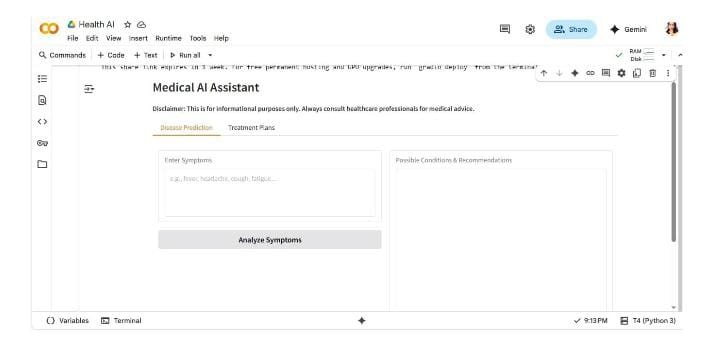 Health AI
Share
Gemini
File Edit View Insert Runtime Tools Help
Commands + Code + Text Run all
RAM
Disk
This share link expires in 1 week. For free permanent hosting and GPU upgrades, run `gradio deploy` from the terminal
Medical AI Assistant
Disclaimer: This is for informational purposes only. Always consult healthcare professionals for medical advice.
Disease Prediction Treatment Plans
Enter Symptoms
Possible Conditions & Recommendations
e.g., fever, headache, cough, fatigue...
Analyze Symptoms
Variables Terminal
9:13 PM T4 (Python 3)